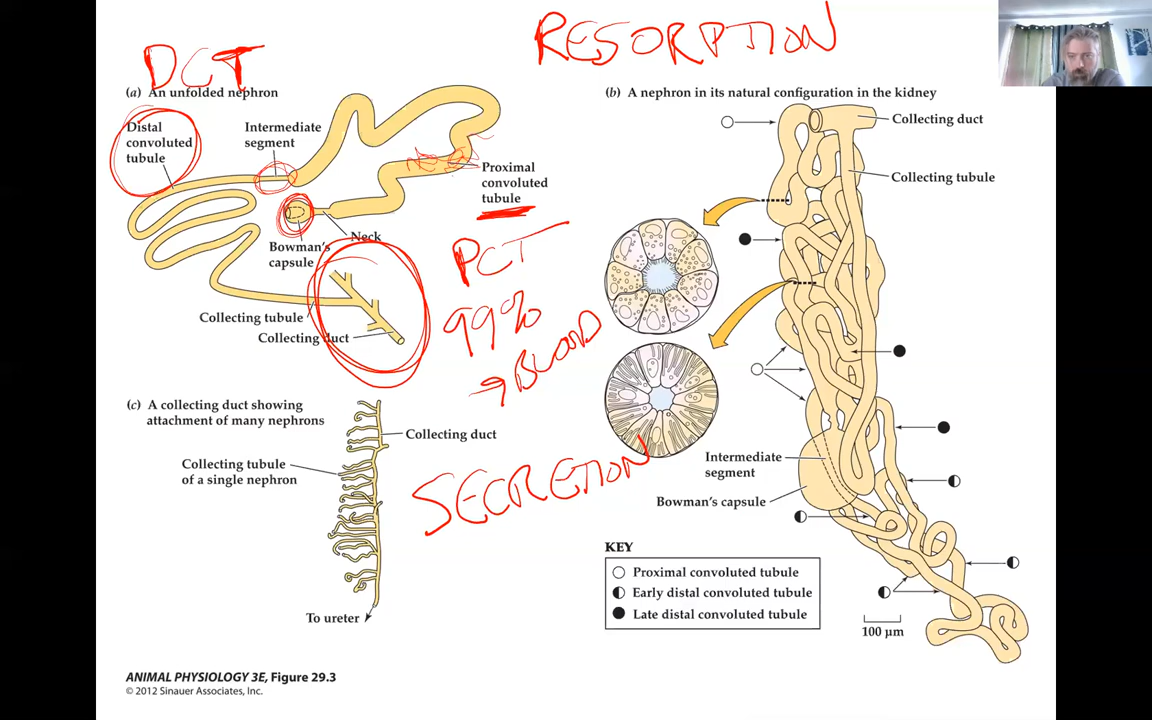 RESORPTION
DCT
(a) An unfolded nephron
Distal
convoluted
tubule
Intermediate
segment
Proximal
convoluted
tubule
Neck
Bowman's
capsule
PCT
99%
→ BLOOD
Collecting tubule
Collecting duct
(c) A collecting duct showing
attachment of many nephrons
Collecting duct
Collecting tubule
of a single nephron
SECRETION
To ureter
(b) A nephron in its natural configuration in the kidney
Collecting duct
Collecting tubule
Intermediate
segment
Bowman's capsule
KEY
Proximal convoluted tubule
Early distal convoluted tubule
Late distal convoluted tubule
100 µm
ANIMAL PHYSIOLOGY 3E, Figure 29.3
© 2012 Sinauer Associates, Inc.